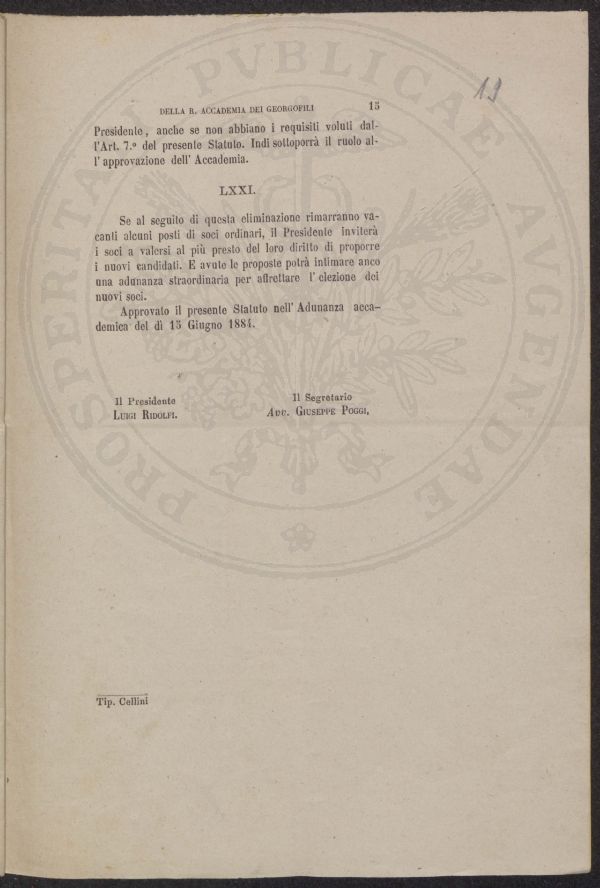 DELLA R. ACCADEMIA DEI GEORGOFILI 15
19
Presidente, anche se non abbiano i requisiti voluti dal-
l'Art. 7.º del presente Statuto. Indi sottoporrà il ruolo al-
l'approvazione dell' Accademia.
LXXI.
Se al seguito di questa eliminazione rimarranno va-
canti alcuni posti di soci ordinari, il Presidente inviterà
i soci a valersi al più presto del loro diritto di proporre
i nuovi candidati. E avute le proposte potrà intimare anco
una adunanza straordinaria per affrettare l' elezione dei
nuovi soci.
Approvato il presente Statuto nell' Adunanza acca-
demica del dì 15 Giugno 1884.
Il Presidente
LUIGI RIDOLFI.
Il Segretario
Avv. GIUSEPPE POGGI,
Tip. Cellini
PROSPERITATI PUBLICAE AUGENDAE